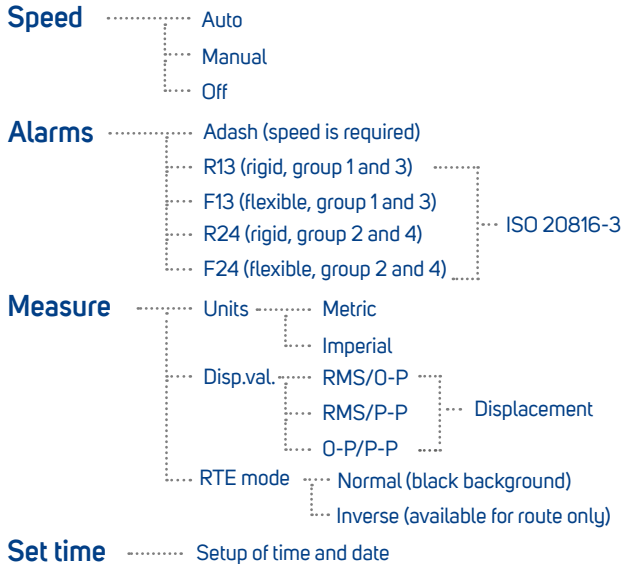 Speed Auto
Manual
Off
Alarms Adash (speed is required)
R13 (rigid, group 1 and 3)
F13 (flexible, group 1 and 3)
ISO 20816-3
R24 (rigid, group 2 and 4)
F24 (flexible, group 2 and 4)
Measure Units Metric
Imperial
Disp.val. RMS/0-P
RMS/P-P Displacement
0-P/P-P
RTE mode Normal (black background)
Inverse (available for route only)
Set time Setup of time and date